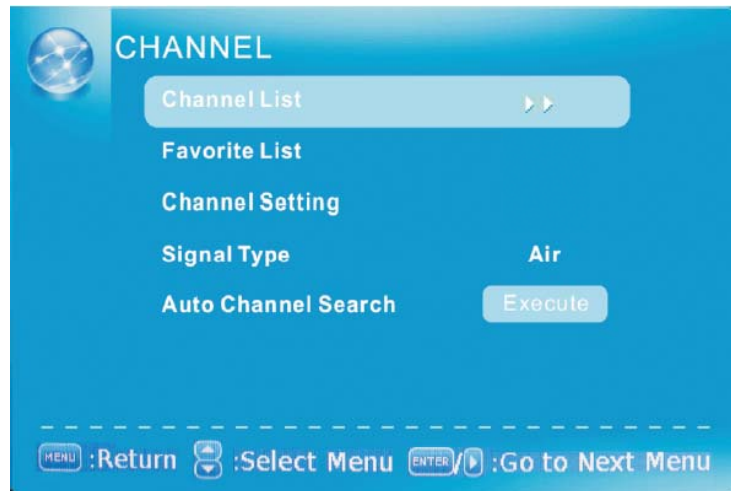 CHANNEL
Channel List
Favorite List
Channel Setting
Signal Type Air
Auto Channel Search Execute
MENU :Return :Select Menu ENTER/ :Go to Next Menu